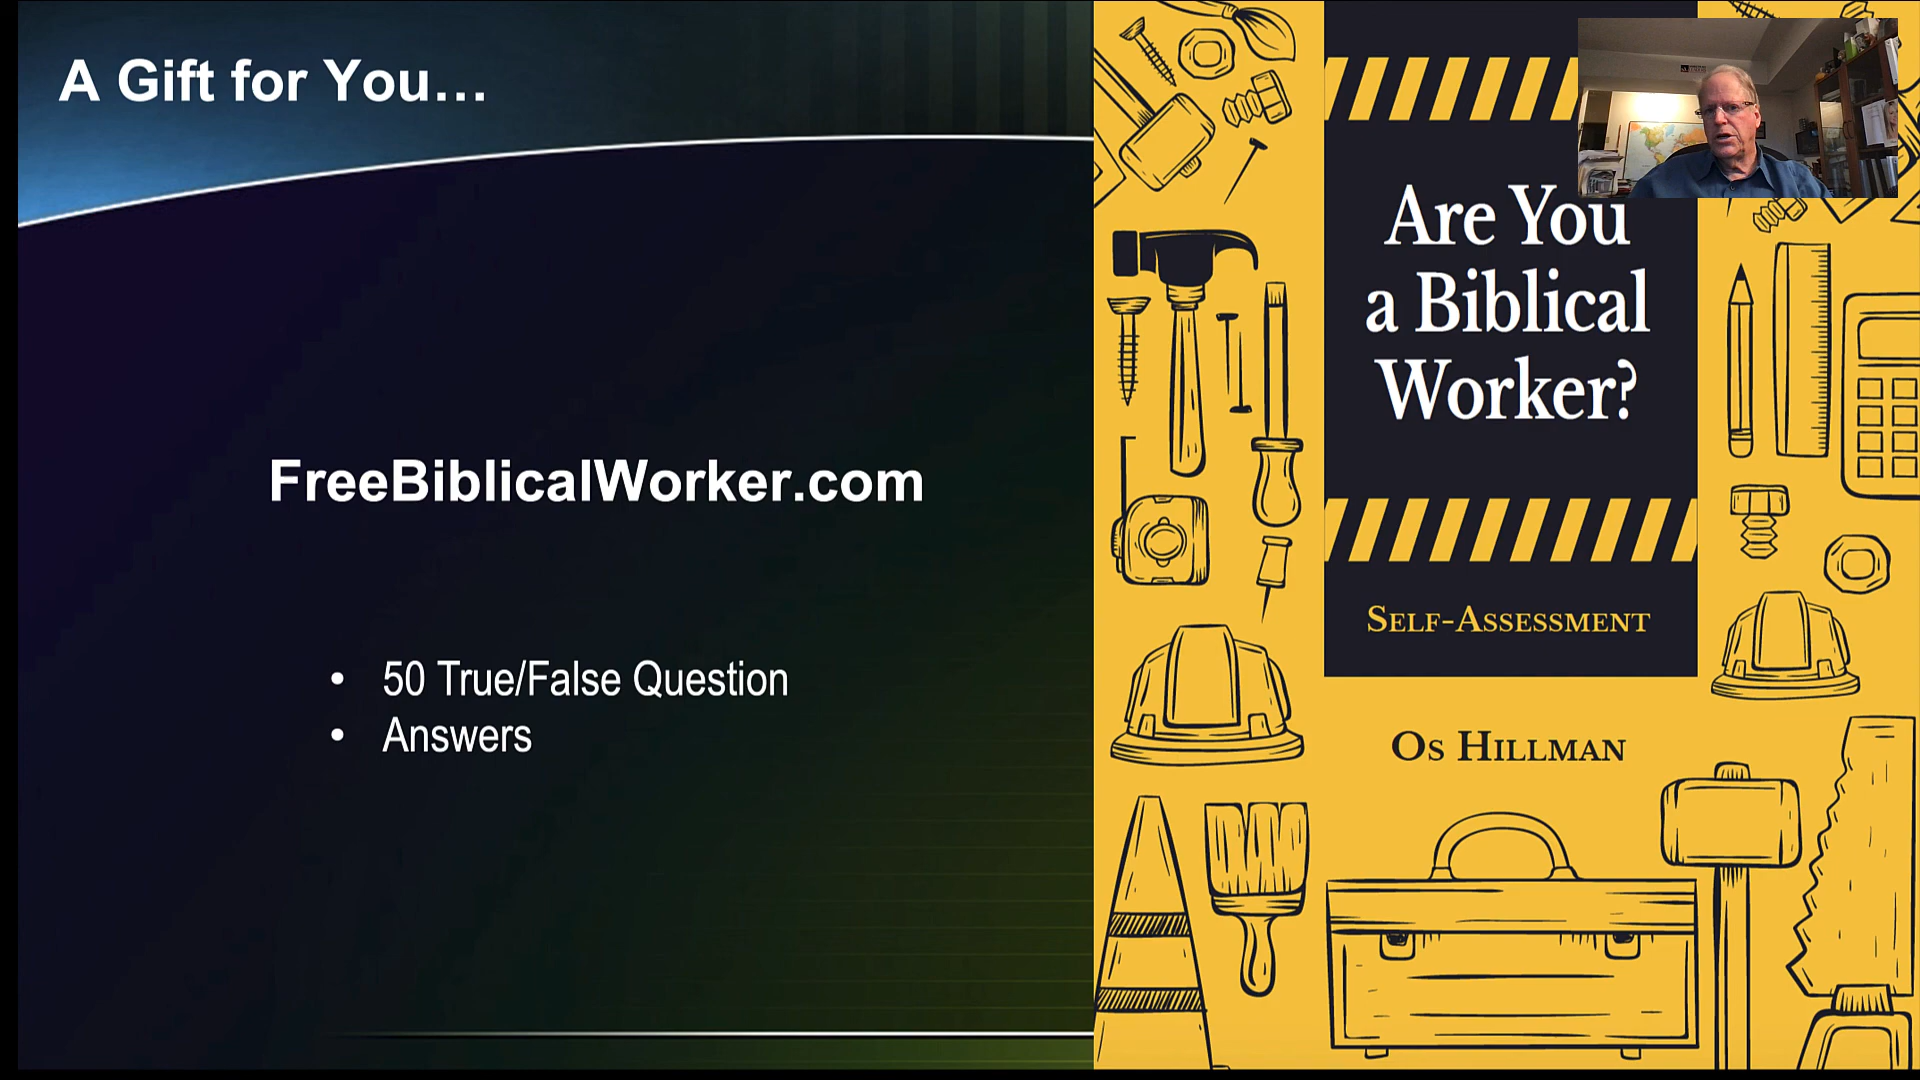 A Gift for You...
FreeBiblicalWorker.com
• 50 True/False Question
• Answers
Are You
a Biblical
Worker?
Self-Assessment
Os Hillman